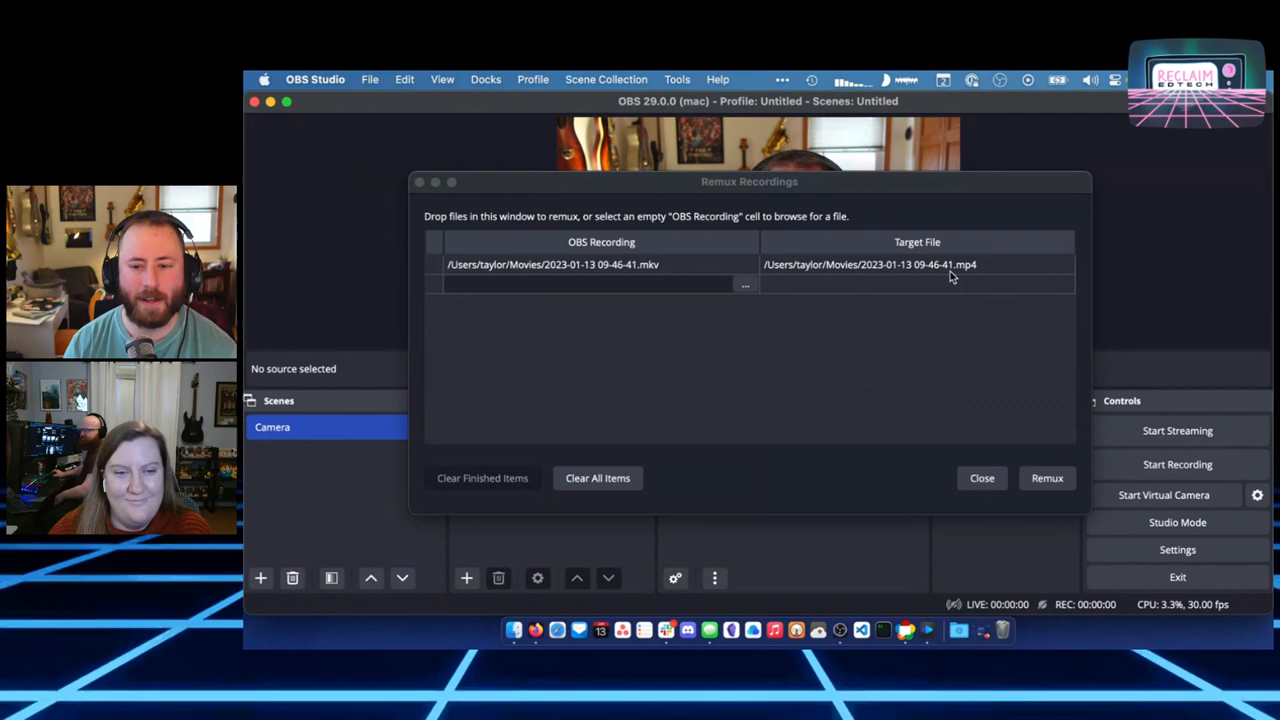 RECLAIM
EDTECH
OBS Studio File Edit View Docks Profile Scene Collection Tools Help
OBS 29.0.0 (mac) - Profile: Untitled - Scenes: Untitled
Remux Recordings
Drop files in this window to remux, or select an empty "OBS Recording" cell to browse for a file.
OBS Recording Target File
/Users/taylor/Movies/2023-01-13 09-46-41.mkv /Users/taylor/Movies/2023-01-13 09-46-41.mp4
...
No source selected
Scenes
Controls
Camera
Start Streaming
Start Recording
Clear Finished Items Clear All Items Close Remux
Start Virtual Camera
Studio Mode
Settings
Exit
LIVE: 00:00:00 REC: 00:00:00 CPU: 3.3%, 30.00 fps
13